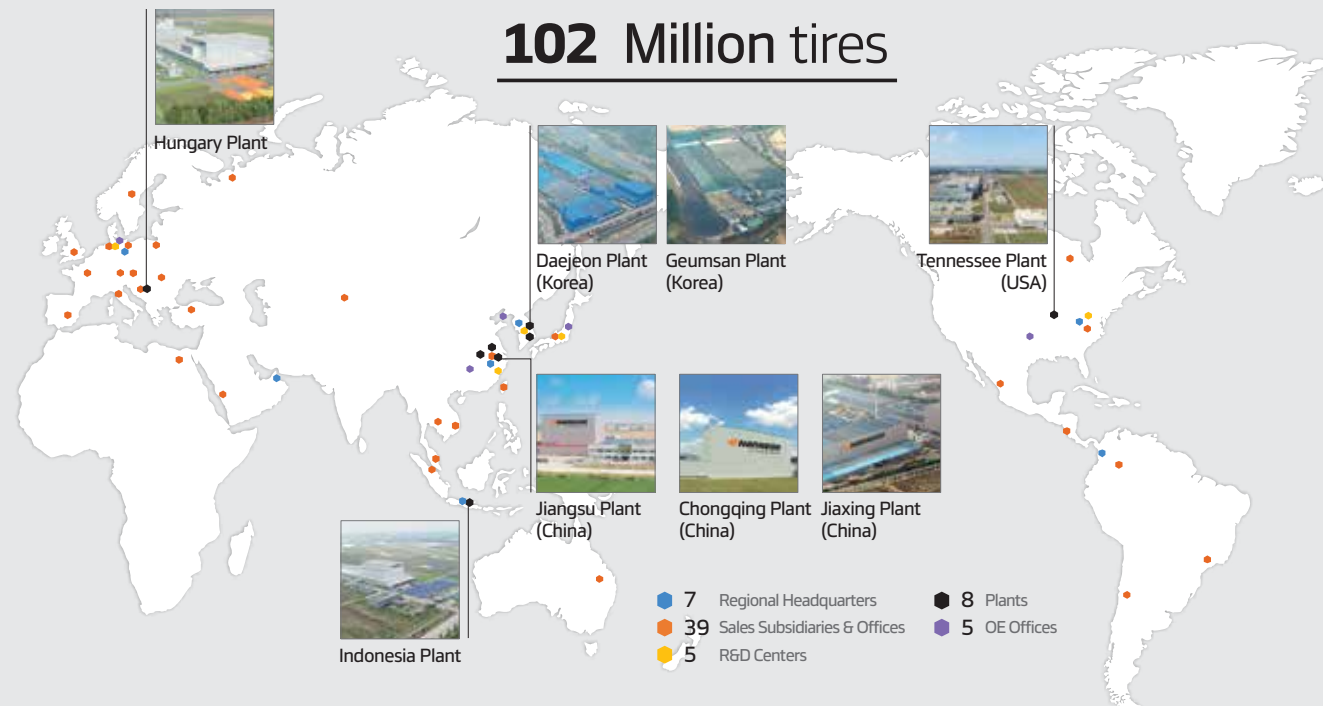 102 Million tires
Hungary Plant
Daejeon Plant
(Korea)
Geumsan Plant
(Korea)
Tennessee Plant
(USA)
Jiangsu Plant
(China)
Chongqing Plant
(China)
Jiaxing Plant
(China)
Indonesia Plant
7 Regional Headquarters
39 Sales Subsidiaries & Offices
5 R&D Centers
8 Plants
5 OE Offices